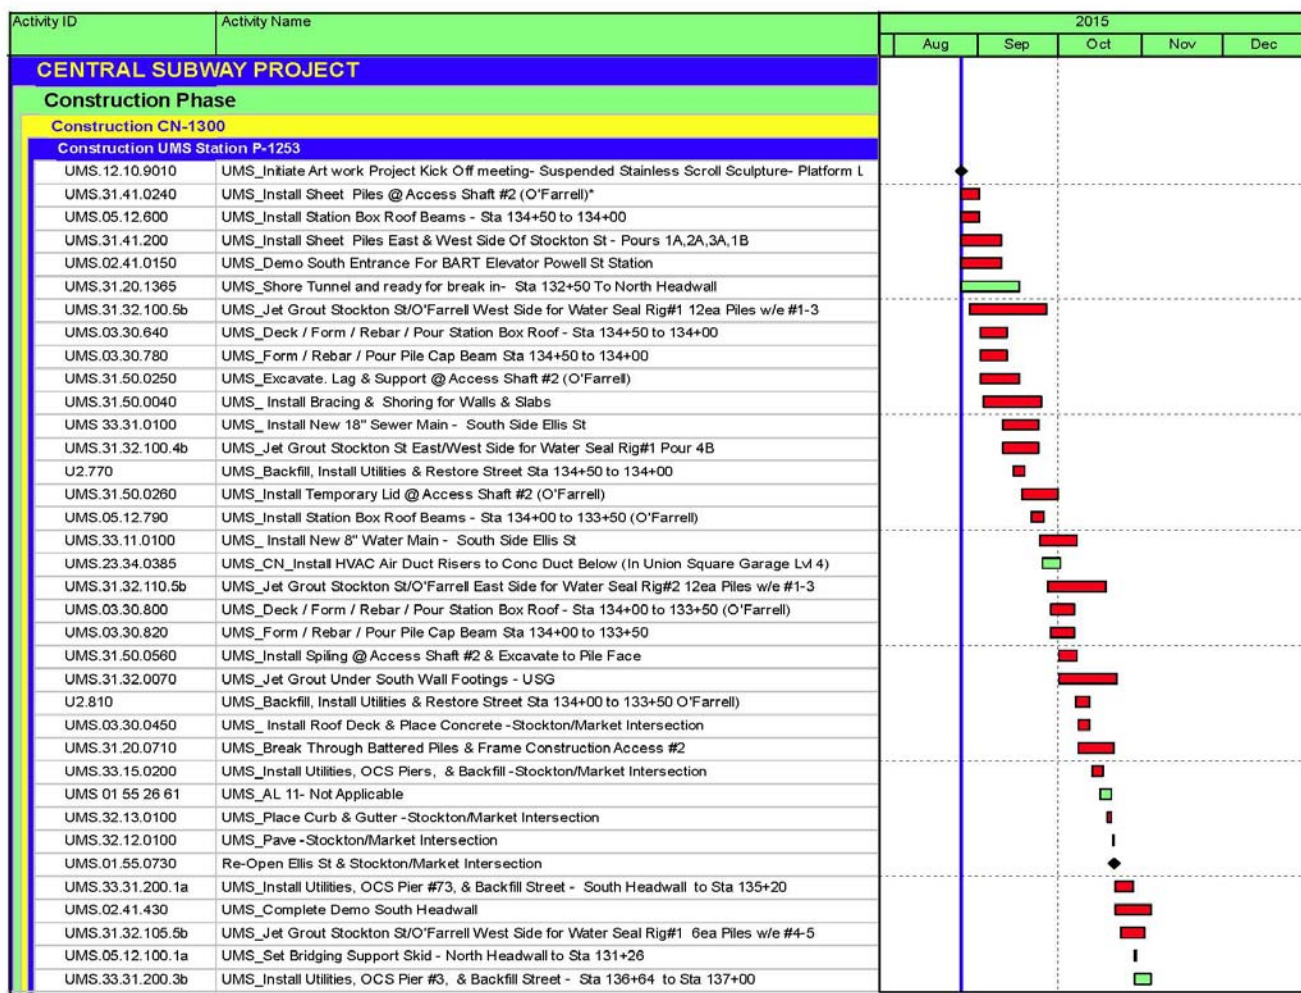 Activity ID Activity Name 2015
Aug Sep Oct Nov Dec
CENTRAL SUBWAY PROJECT
Construction Phase
Construction CN-1300
Construction UMS Station P-1253
UMS.12.10.9010 UMS_Initiate Art work Project Kick Off meeting- Suspended Stainless Scroll Sculpture- Platform L
UMS.31.41.0240 UMS_Install Sheet Piles @ Access Shaft #2 (O'Farrell)*
UMS.05.12.600 UMS_Install Station Box Roof Beams - Sta 134+50 to 134+00
UMS.31.41.200 UMS_Install Sheet Piles East & West Side Of Stockton St - Pours 1A,2A,3A,1B
UMS.02.41.0150 UMS_Demo South Entrance For BART Elevator Powell St Station
UMS.31.20.1365 UMS_Shore Tunnel and ready for break in- Sta 132+50 To North Headwall
UMS.31.32.100.5b UMS_Jet Grout Stockton St/O'Farrell West Side for Water Seal Rig#1 12ea Piles w/e #1-3
UMS.03.30.640 UMS_Deck / Form / Rebar / Pour Station Box Roof - Sta 134+50 to 134+00
UMS.03.30.780 UMS_Form / Rebar / Pour Pile Cap Beam Sta 134+50 to 134+00
UMS.31.50.0250 UMS_Excavate. Lag & Support @ Access Shaft #2 (O'Farrell)
UMS.31.50.0040 UMS_ Install Bracing & Shoring for Walls & Slabs
UMS 33.31.0100 UMS_ Install New 18" Sewer Main - South Side Ellis St
UMS.31.32.100.4b UMS_Jet Grout Stockton St East/West Side for Water Seal Rig#1 Pour 4B
U2.770 UMS_Backfill, Install Utilities & Restore Street Sta 134+50 to 134+00
UMS.31.50.0260 UMS_Install Temporary Lid @ Access Shaft #2 (O'Farrell)
UMS.05.12.790 UMS_Install Station Box Roof Beams - Sta 134+00 to 133+50 (O'Farrell)
UMS.33.11.0100 UMS_ Install New 8" Water Main - South Side Ellis St
UMS.23.34.0385 UMS_CN_Install HVAC Air Duct Risers to Conc Duct Below (In Union Square Garage Lvl 4)
UMS.31.32.110.5b UMS_Jet Grout Stockton St/O'Farrell East Side for Water Seal Rig#2 12ea Piles w/e #1-3
UMS.03.30.800 UMS_Deck / Form / Rebar / Pour Station Box Roof - Sta 134+00 to 133+50 (O'Farrell)
UMS.03.30.820 UMS_Form / Rebar / Pour Pile Cap Beam Sta 134+00 to 133+50
UMS.31.50.0560 UMS_Install Spiling @ Access Shaft #2 & Excavate to Pile Face
UMS.31.32.0070 UMS_Jet Grout Under South Wall Footings - USG
U2.810 UMS_Backfill, Install Utilities & Restore Street Sta 134+00 to 133+50 O'Farrell)
UMS.03.30.0450 UMS_ Install Roof Deck & Place Concrete -Stockton/Market Intersection
UMS.31.20.0710 UMS_Break Through Battered Piles & Frame Construction Access #2
UMS.33.15.0200 UMS_Install Utilities, OCS Piers, & Backfill -Stockton/Market Intersection
UMS 01 55 26 61 UMS_AL 11- Not Applicable
UMS.32.13.0100 UMS_Place Curb & Gutter -Stockton/Market Intersection
UMS.32.12.0100 UMS_Pave -Stockton/Market Intersection
UMS.01.55.0730 Re-Open Ellis St & Stockton/Market Intersection
UMS.33.31.200.1a UMS_Install Utilities, OCS Pier #73, & Backfill Street - South Headwall to Sta 135+20
UMS.02.41.430 UMS_Complete Demo South Headwall
UMS.31.32.105.5b UMS_Jet Grout Stockton St/O'Farrell West Side for Water Seal Rig#1 6ea Piles w/e #4-5
UMS.05.12.100.1a UMS_Set Bridging Support Skid - North Headwall to Sta 131+26
UMS.33.31.200.3b UMS_Install Utilities, OCS Pier #3, & Backfill Street - Sta 136+64 to Sta 137+00